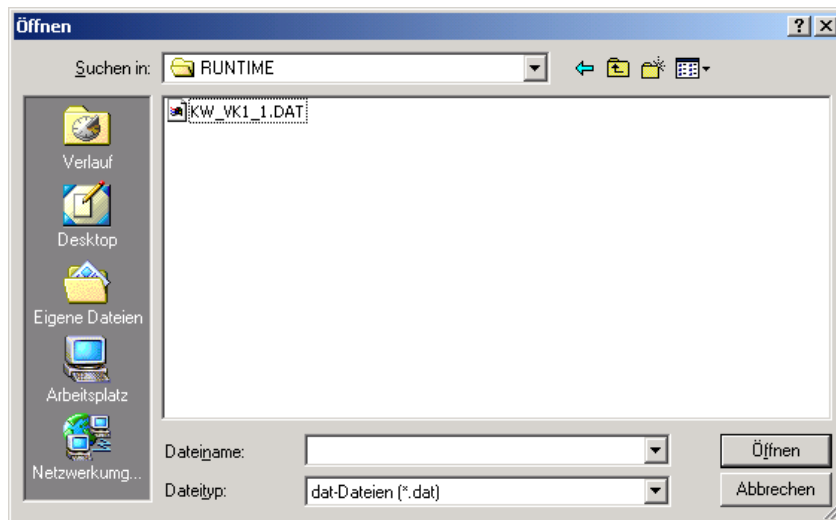 Öffnen
Suchen in: RUNTIME
KW_VK1_1.DAT
Verlauf
Desktop
Eigene Dateien
Arbeitsplatz
Netzwerkumg...
Dateiname:
Öffnen
Dateityp: dat-Dateien (*.dat)
Abbrechen